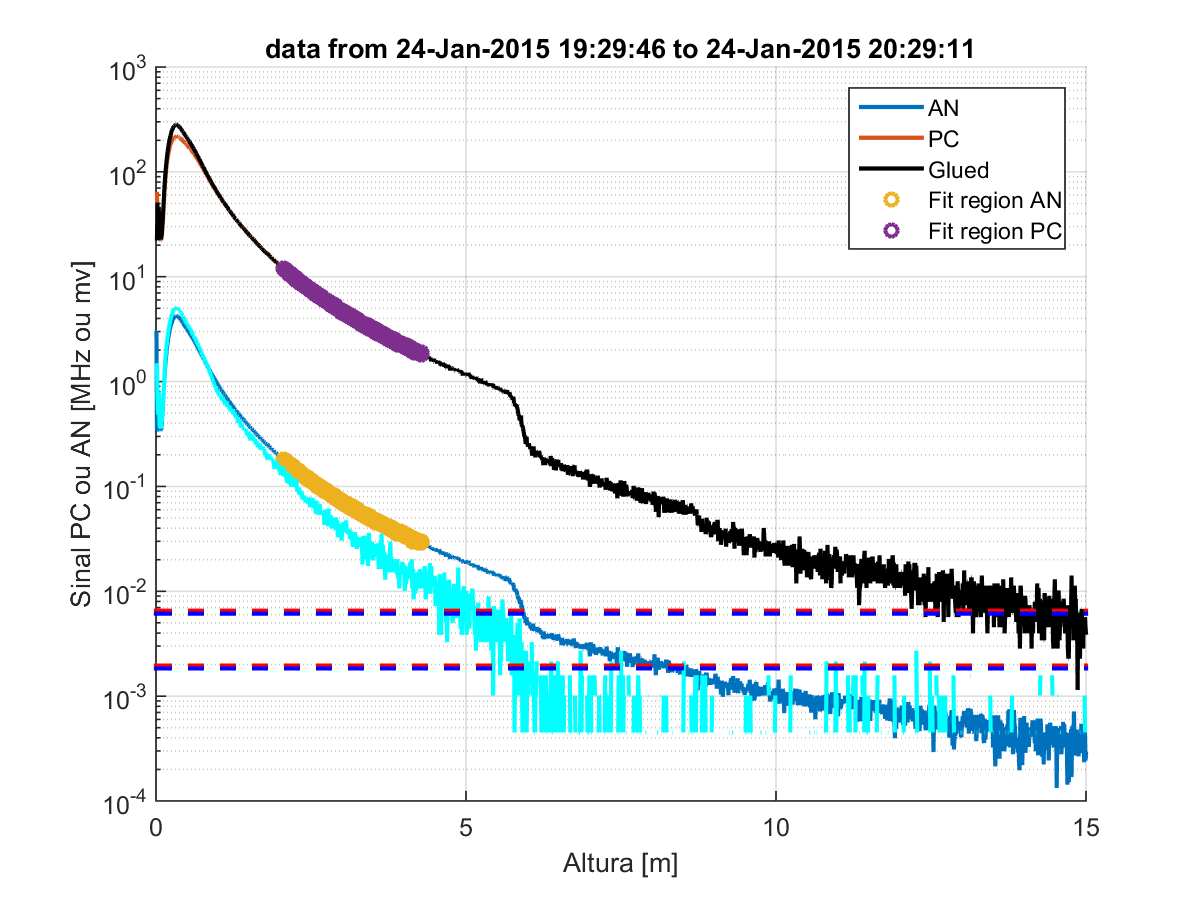 data from 24-Jan-2015 19:29:46 to 24-Jan-2015 20:29:11
10^3
10^2
10^1
10^0
10^-1
10^-2
10^-3
10^-4
Sinal PC ou AN [MHz ou mv]
AN
PC
Glued
Fit region AN
Fit region PC
0 5 10 15
Altura [m]